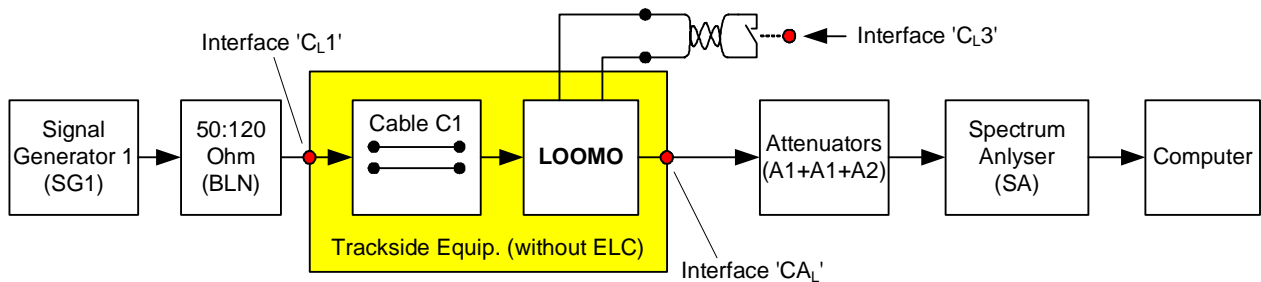 Interface 'CL1'
Interface 'CL3'
Signal
Generator 1
(SG1)
50:120
Ohm
(BLN)
Cable C1
LOOMO
Trackside Equip. (without ELC)
Interface 'CAL'
Attenuators
(A1+A1+A2)
Spectrum
Anlyser
(SA)
Computer